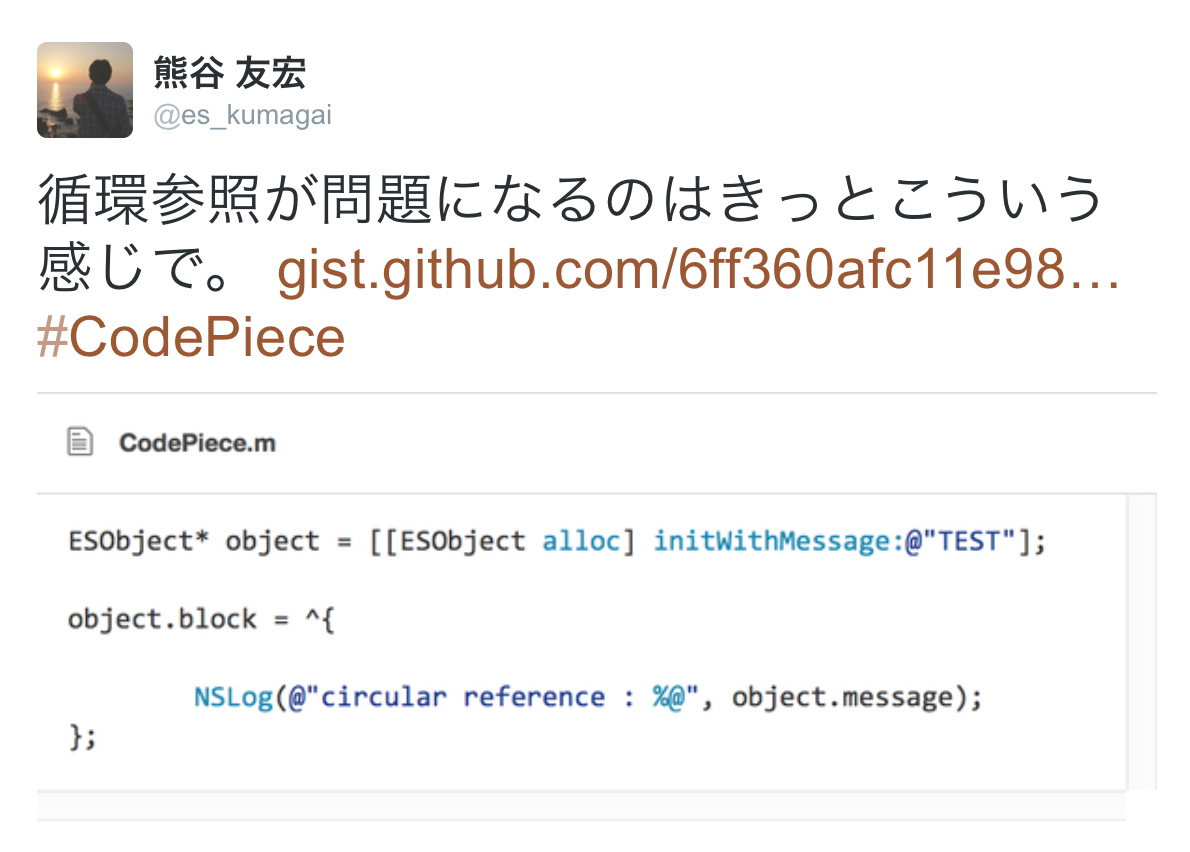 熊谷 友宏
@es_kumagai
循環参照が問題になるのはきっとこういう
感じで。 gist.github.com/6ff360afc11e98…
#CodePiece
CodePiece.m
ESObject* object = [[ESObject alloc] initWithMessage:@"TEST"];
object.block = ^{
NSLog(@"circular reference : %@", object.message);
};